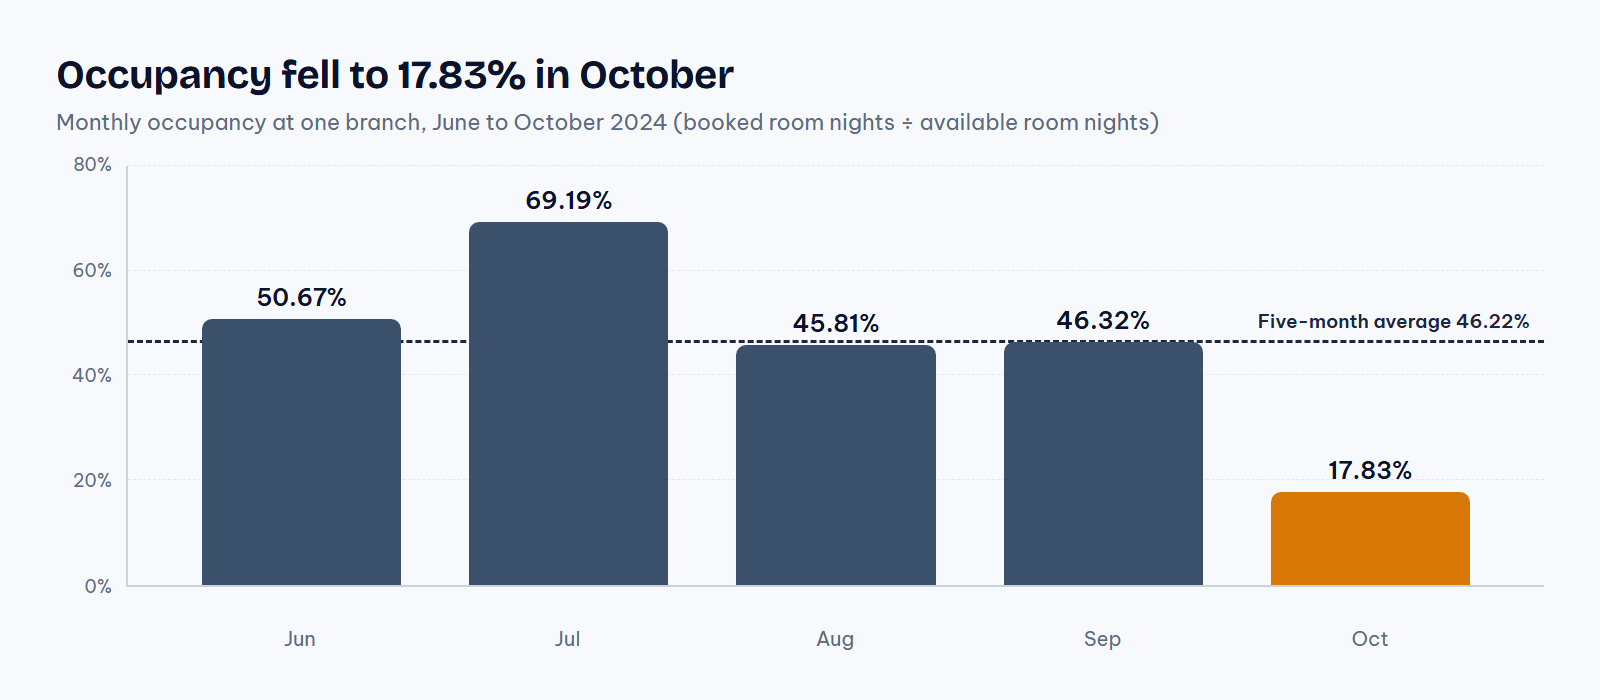 Occupancy fell to 17.83% in October
Monthly occupancy at one branch, June to October 2024 (booked room nights ÷ available room nights)
80%
60%
40%
20%
0%
50.67%
69.19%
45.81%
46.32%
17.83%
Five-month average 46.22%
Jun
Jul
Aug
Sep
Oct